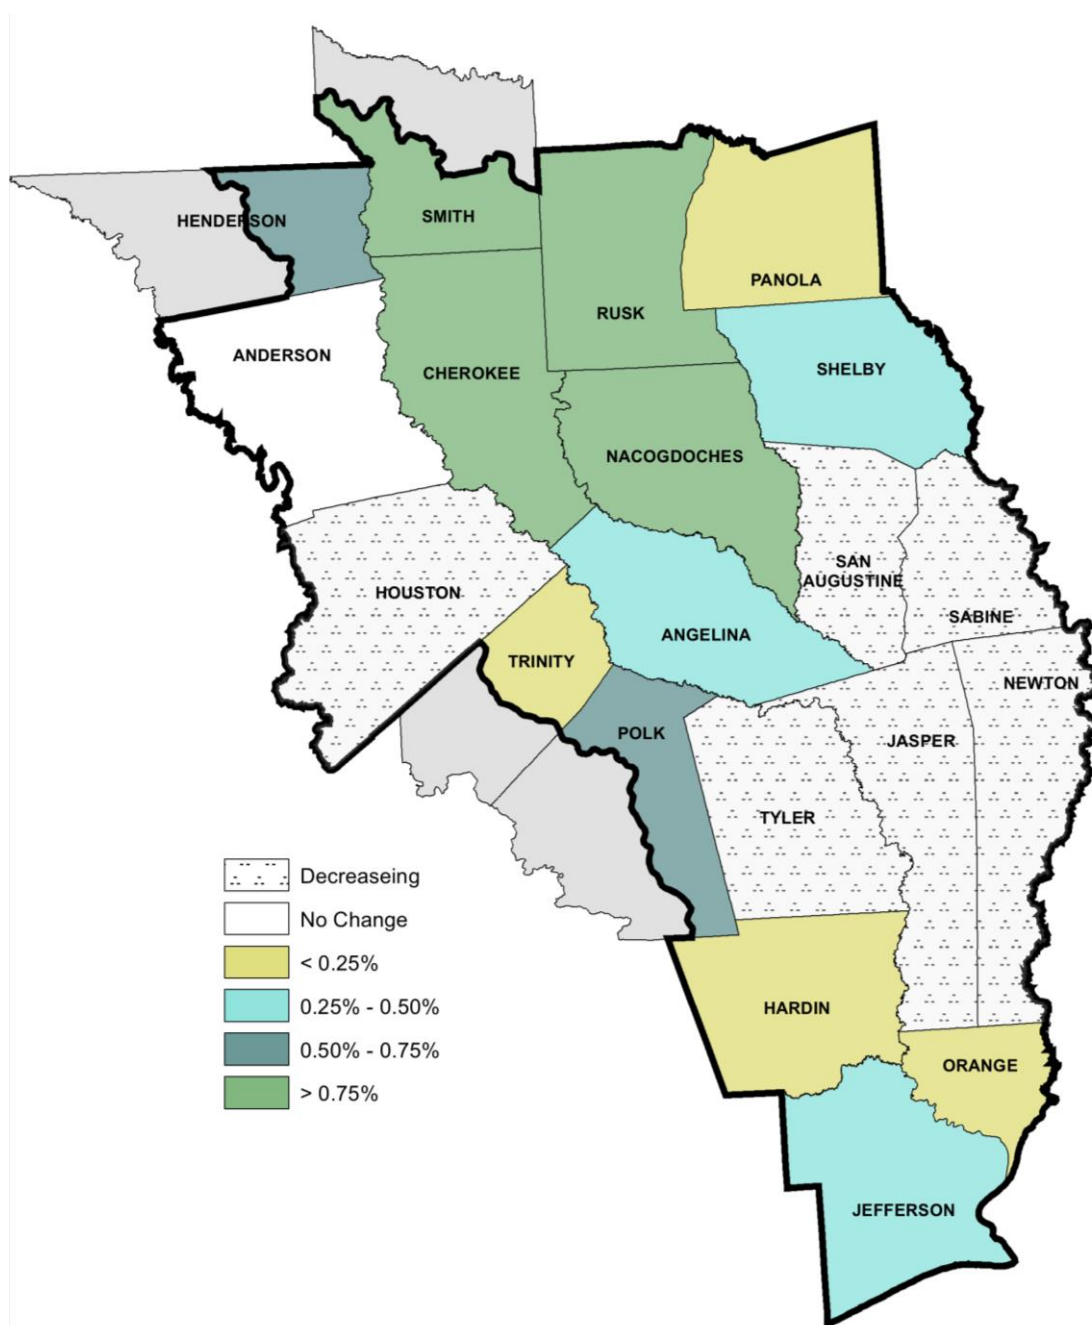 HENDERSON
SMITH
PANOLA
RUSK
ANDERSON
CHEROKEE
SHELBY
NACOGDOCHES
SAN
AUGUSTINE
HOUSTON
SABINE
ANGELINA
TRINITY
NEWTON
POLK
JASPER
TYLER
Decreaseing
No Change
< 0.25%
0.25% - 0.50%
0.50% - 0.75%
> 0.75%
HARDIN
ORANGE
JEFFERSON